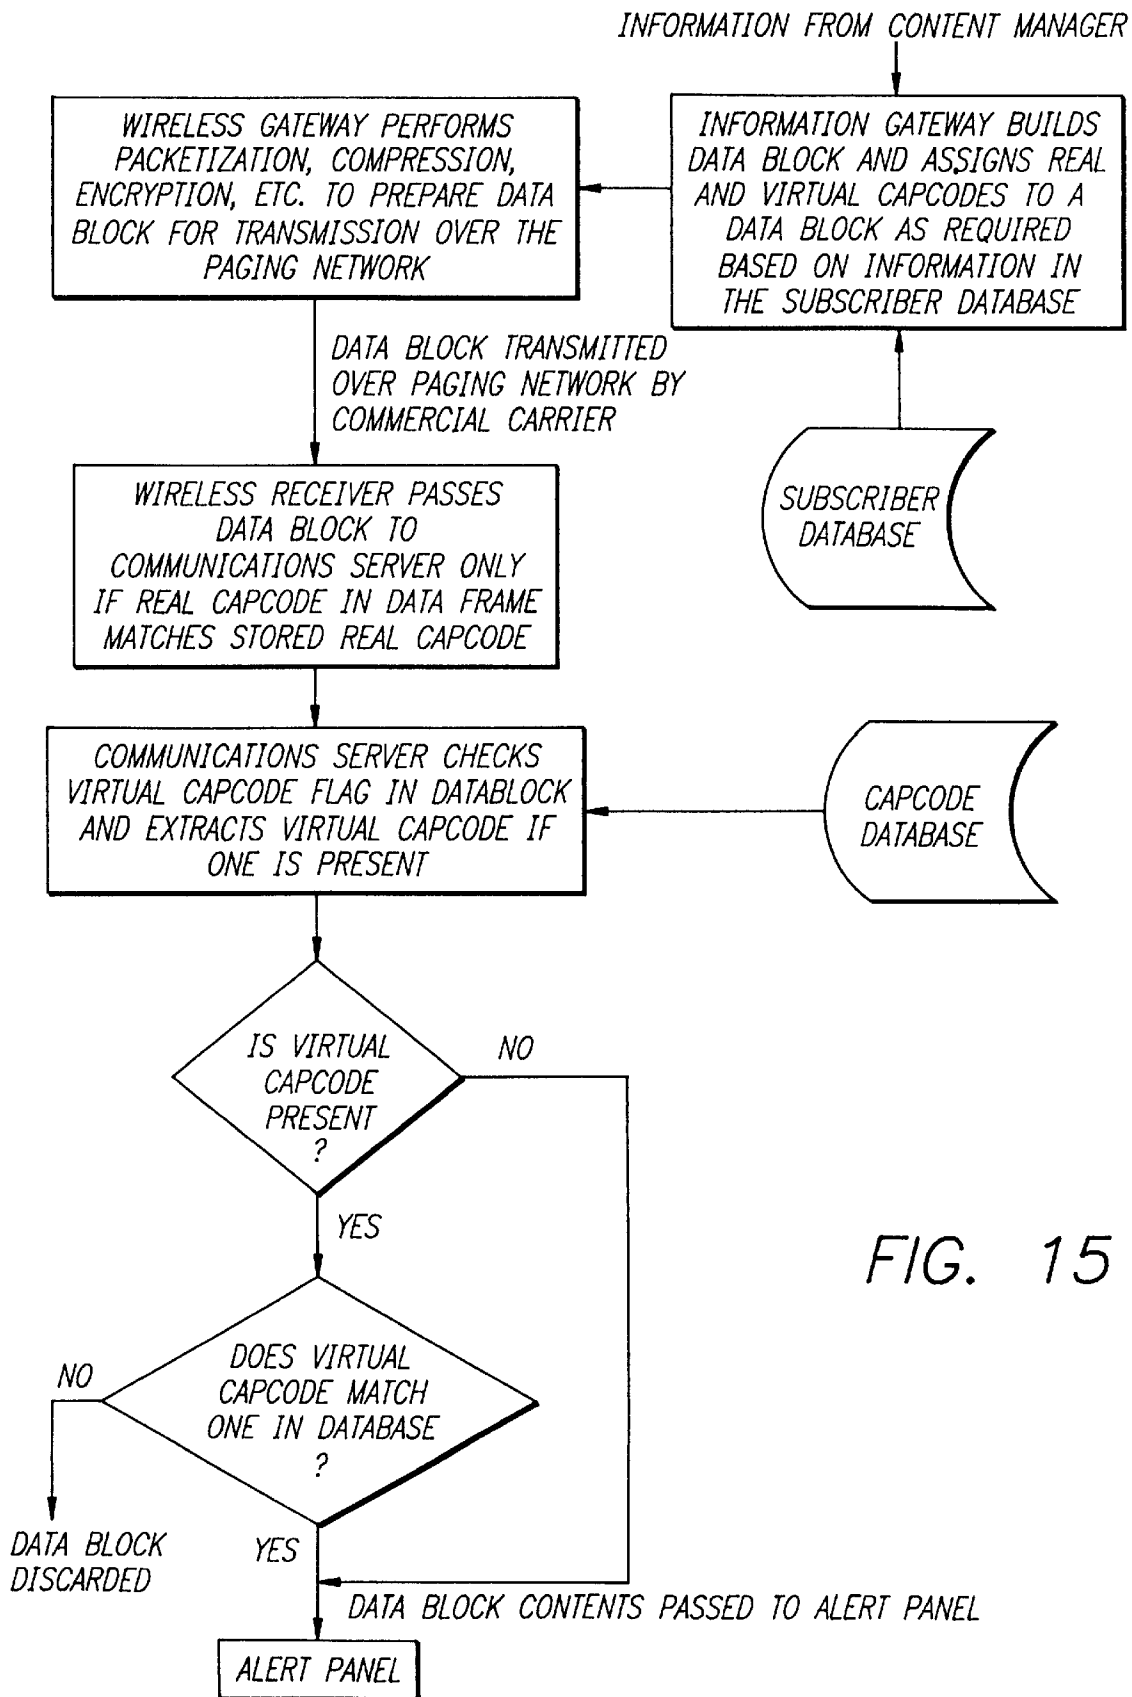 INFORMATION FROM CONTENT MANAGER
WIRELESS GATEWAY PERFORMS
PACKETIZATION, COMPRESSION,
ENCRYPTION, ETC. TO PREPARE DATA
BLOCK FOR TRANSMISSION OVER THE
PAGING NETWORK
INFORMATION GATEWAY BUILDS
DATA BLOCK AND ASSIGNS REAL
AND VIRTUAL CAPCODES TO A
DATA BLOCK AS REQUIRED
BASED ON INFORMATION IN
THE SUBSCRIBER DATABASE
DATA BLOCK TRANSMITTED
OVER PAGING NETWORK BY
COMMERCIAL CARRIER
SUBSCRIBER
DATABASE
WIRELESS RECEIVER PASSES
DATA BLOCK TO
COMMUNICATIONS SERVER ONLY
IF REAL CAPCODE IN DATA FRAME
MATCHES STORED REAL CAPCODE
COMMUNICATIONS SERVER CHECKS
VIRTUAL CAPCODE FLAG IN DATABLOCK
AND EXTRACTS VIRTUAL CAPCODE IF
ONE IS PRESENT
CAPCODE
DATABASE
IS VIRTUAL
CAPCODE
PRESENT
?
NO
YES
FIG. 15
DOES VIRTUAL
CAPCODE MATCH
ONE IN DATABASE
?
NO
DATA BLOCK
DISCARDED
YES
DATA BLOCK CONTENTS PASSED TO ALERT PANEL
ALERT PANEL